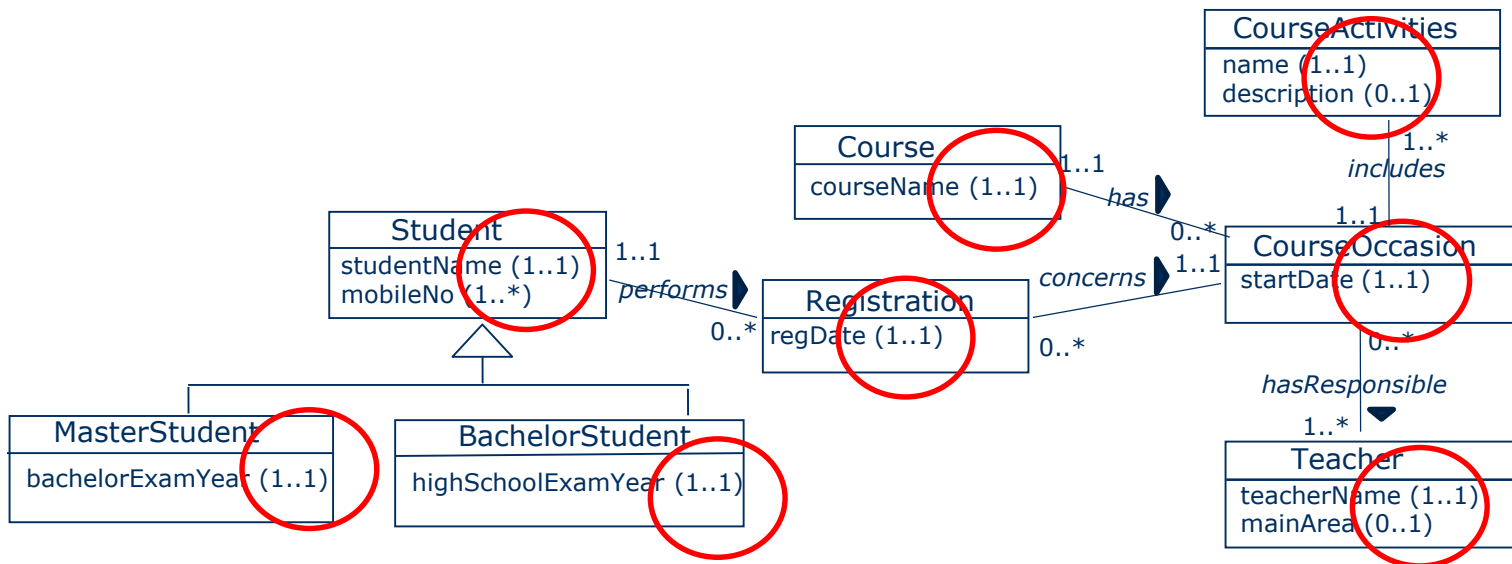 CourseActivities
name (1..1)
description (0..1)
1..*
includes
1..1
Course
courseName (1..1)
1..1
has
0..*
CourseOccasion
startDate (1..1)
Student
studentName (1..1)
mobileNo (1..*)
1..1
performs
0..*
Registration
regDate (1..1)
concerns
1..1
0..*
0..*
hasResponsible
1..*
MasterStudent
bachelorExamYear (1..1)
BachelorStudent
highSchoolExamYear (1..1)
Teacher
teacherName (1..1)
mainArea (0..1)